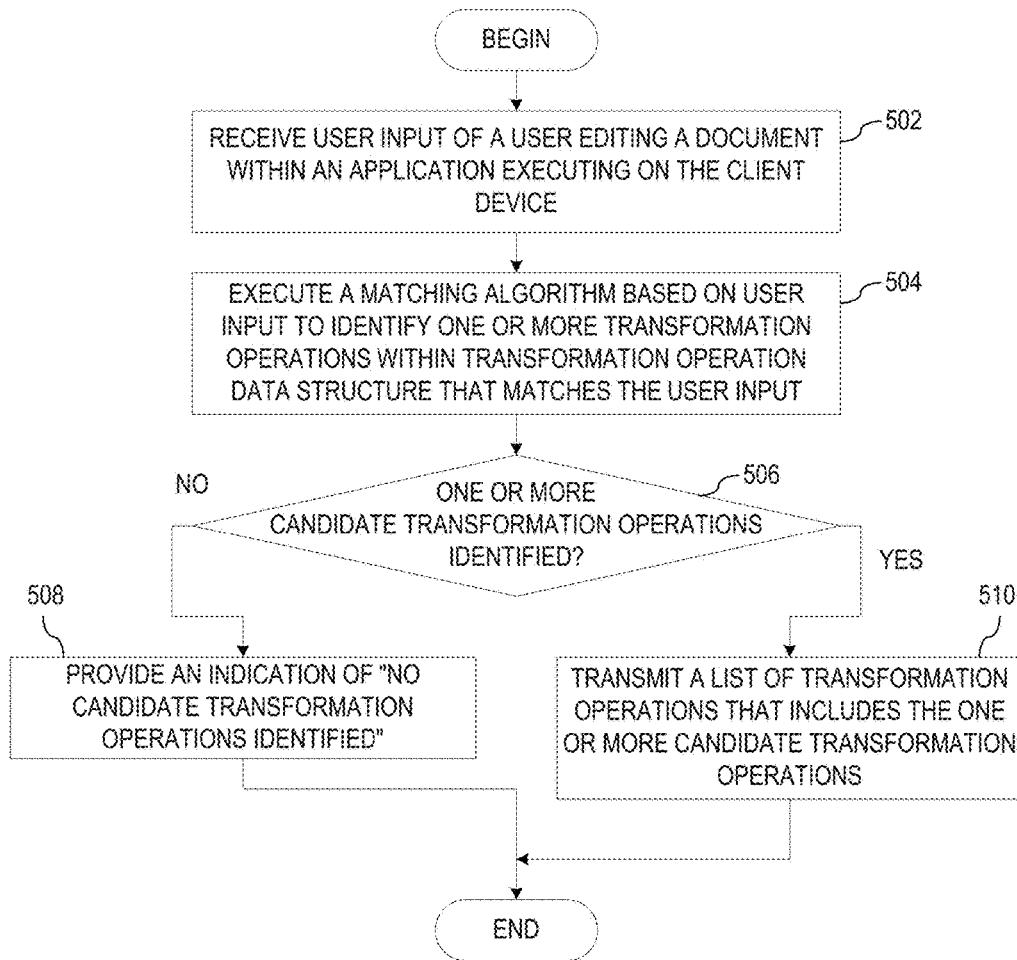 BEGIN
RECEIVE USER INPUT OF A USER EDITING A DOCUMENT
WITHIN AN APPLICATION EXECUTING ON THE CLIENT
DEVICE
502
EXECUTE A MATCHING ALGORITHM BASED ON USER
INPUT TO IDENTIFY ONE OR MORE TRANSFORMATION
OPERATIONS WITHIN TRANSFORMATION OPERATION
DATA STRUCTURE THAT MATCHES THE USER INPUT
504
ONE OR MORE
CANDIDATE TRANSFORMATION OPERATIONS
IDENTIFIED?
506
NO
YES
508
PROVIDE AN INDICATION OF "NO
CANDIDATE TRANSFORMATION
OPERATIONS IDENTIFIED"
510
TRANSMIT A LIST OF TRANSFORMATION
OPERATIONS THAT INCLUDES THE ONE
OR MORE CANDIDATE TRANSFORMATION
OPERATIONS
END